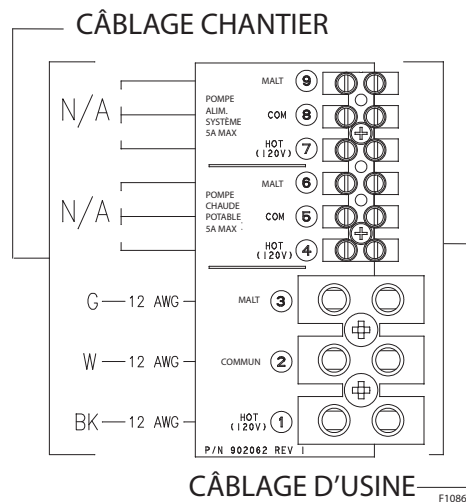 CÂBLAGE CHANTIER
MALT 9
N/A
POMPE
ALIM.
SYSTÈME
5A MAX
COM 8
HOT
(120V) 7
MALT 6
N/A
POMPE
CHAUDE
POTABLE
5A MAX
COM 5
HOT
(120V) 4
G 12 AWG MALT 3
W 12 AWG COMMUN 2
BK 12 AWG HOT
(120V) 1
P/N 902062 REV 1
CÂBLAGE D'USINE
F1086